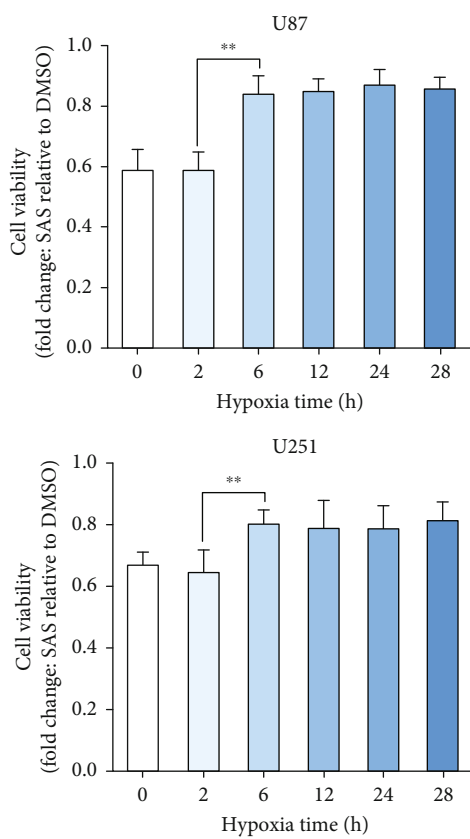 U87
Cell viability
(fold change: SAS relative to DMSO)
1.0
0.8
0.6
0.4
0.2
0.0
**
0 2 6 12 24 28
Hypoxia time (h)
U251
Cell viability
(fold change: SAS relative to DMSO)
1.0
0.8
0.6
0.4
0.2
0.0
**
0 2 6 12 24 28
Hypoxia time (h)